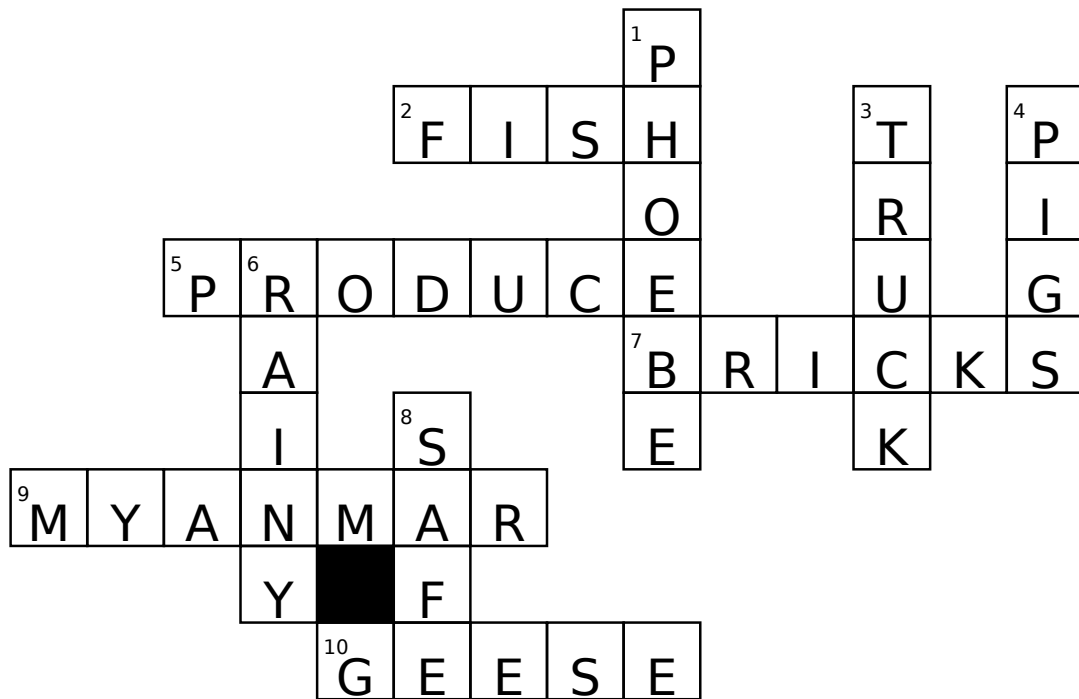 1 P
2 F I S H 3 T 4 P
O R I
5 P 6 R O D U C E U G
A 7 B R I C K S
I 8 S E K
9 M Y A N M A R
Y F
10 G E E S E